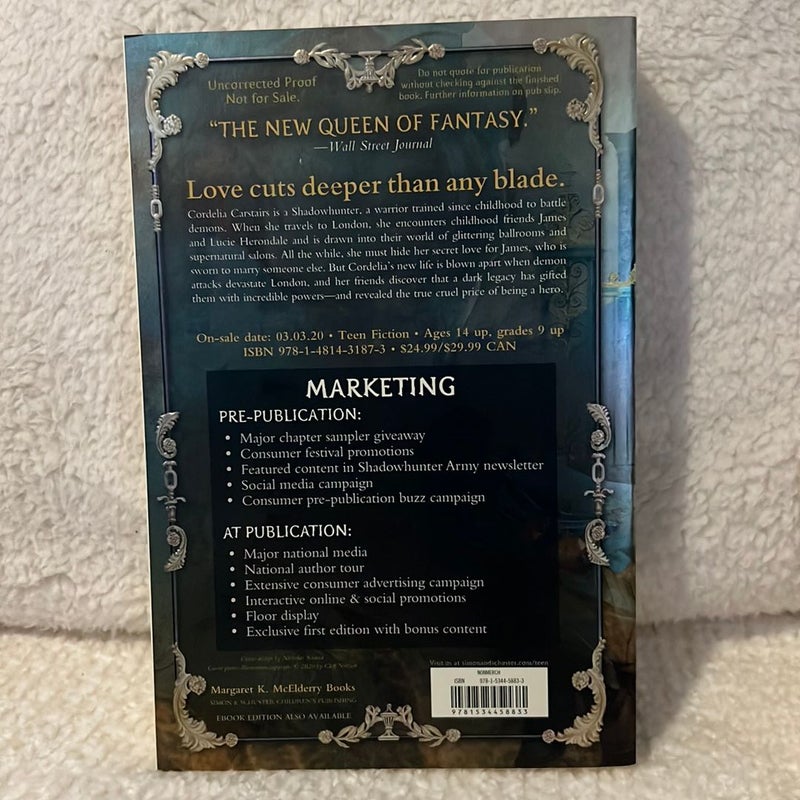 Uncorrected Proof
Not for Sale.
Do not quote for publication
without checking against the finished
book. Further information on pub slip.
“THE NEW QUEEN OF FANTASY.”
—Wall Street Journal
Love cuts deeper than any blade.
Cordelia Carstairs is a Shadowhunter, a warrior trained since childhood to battle
demons. When she travels to London, she encounters childhood friends James
and Lucie Herondale and is drawn into their world of glittering ballrooms and
supernatural salons. All the while, she must hide her secret love for James, who is
sworn to marry someone else. But Cordelia's new life is blown apart when demon
attacks devastate London, and her friends discover that a dark legacy has gifted
them with incredible powers—and revealed the true cruel price of being a hero.
On-sale date: 03.03.20 • Teen Fiction • Ages 14 up, grades 9 up
ISBN 978-1-4814-3187-3 • $24.99/$29.99 CAN
MARKETING
PRE-PUBLICATION:
• Major chapter sampler giveaway
• Consumer festival promotions
• Featured content in Shadowhunter Army newsletter
• Social media campaign
• Consumer pre-publication buzz campaign
AT PUBLICATION:
• Major national media
• National author tour
• Extensive consumer advertising campaign
• Interactive online & social promotions
• Floor display
• Exclusive first edition with bonus content
Visit us at simonandschuster.com/teen
Margaret K. McElderry Books
SIMON & SCHUSTER CHILDREN'S PUBLISHING
EBOOK EDITION ALSO AVAILABLE
NONMERCH
ISBN 978-1-5344-5883-3
9781534458833